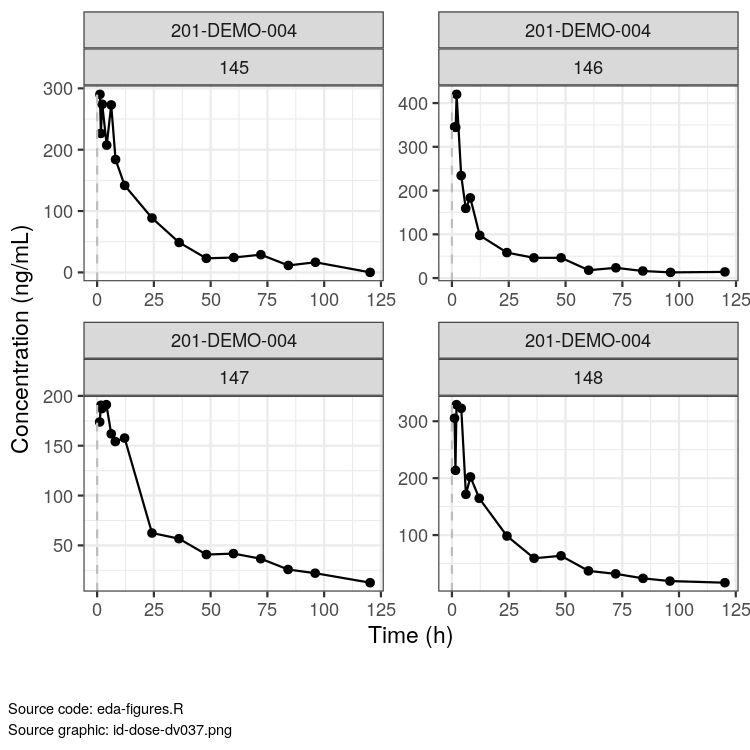 201-DEMO-004
145
300
200
100
0
0 25 50 75 100 125
201-DEMO-004
146
400
300
200
100
0
0 25 50 75 100 125
Concentration (ng/mL)
201-DEMO-004
147
200
150
100
50
0 25 50 75 100 125
201-DEMO-004
148
300
200
100
0 25 50 75 100 125
Time (h)
Source code: eda-figures.R
Source graphic: id-dose-dv037.png